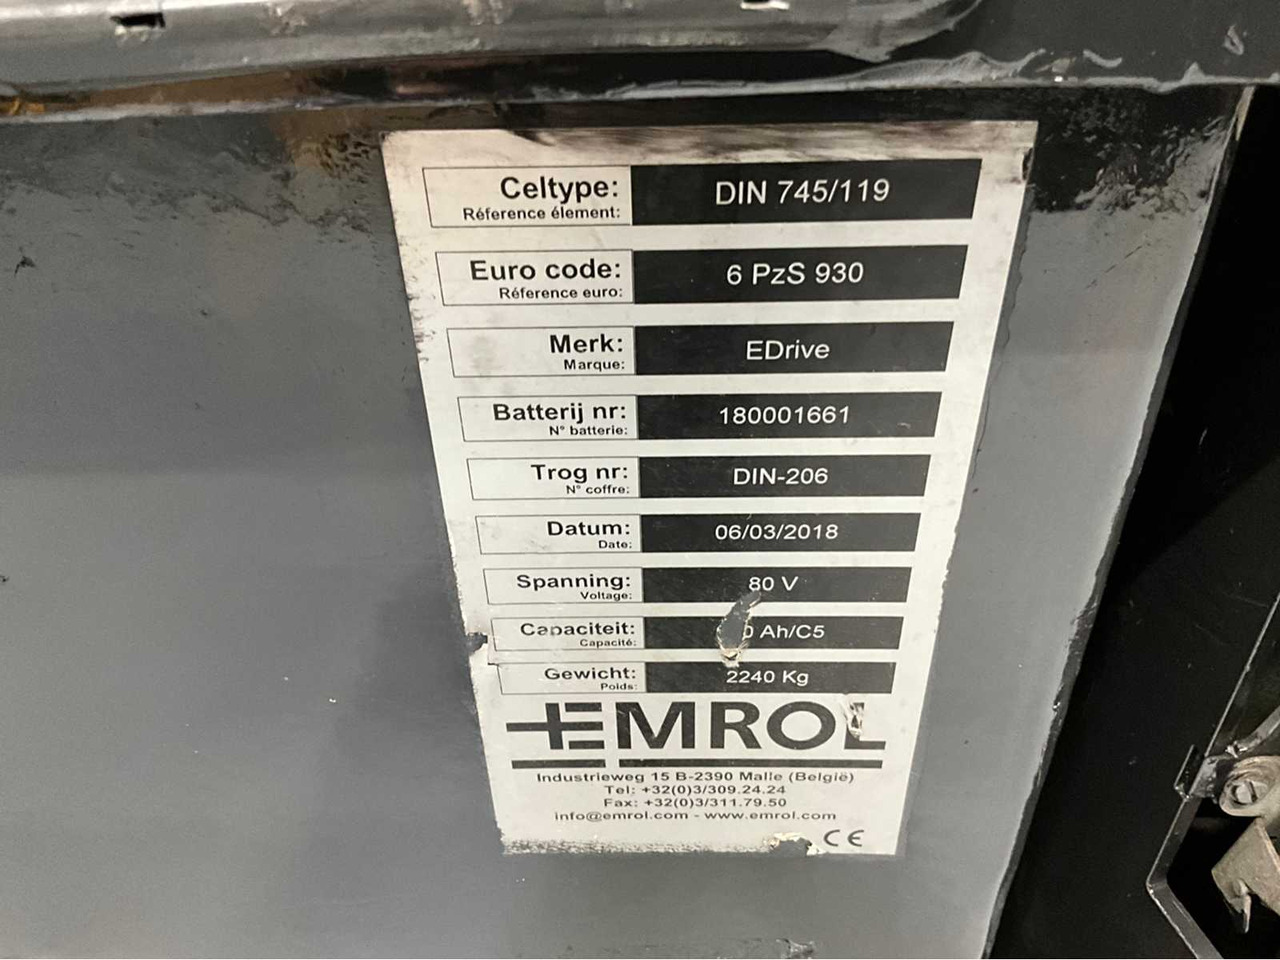 Celtype: DIN 745/119
Réference élement:
Euro code: 6 PzS 930
Réference euro:
Merk: EDrive
Marque:
Batterij nr: 180001661
N° batterie:
Trog nr: DIN-206
N° coffre:
Datum: 06/03/2018
Date:
Spanning: 80 V
Voltage:
Capaciteit: Ah/C5
Capacité:
Gewicht: 2240 Kg
Poids:
EMROL
Industrieweg 15 B-2390 Malle (België)
Tel: +32(0)3/309.24.24
Fax: +32(0)3/311.79.50
info@emrol.com - www.emrol.com
CE